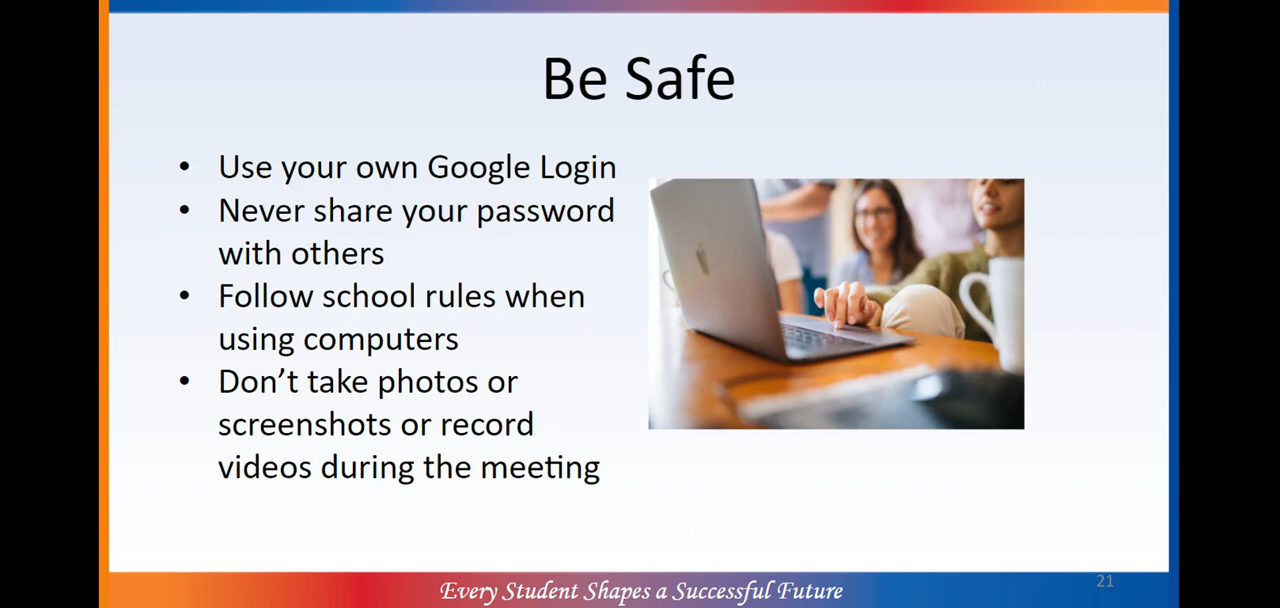 Be Safe
• Use your own Google Login
• Never share your password
with others
• Follow school rules when
using computers
• Don’t take photos or
screenshots or record
videos during the meeting
Every Student Shapes a Successful Future
21